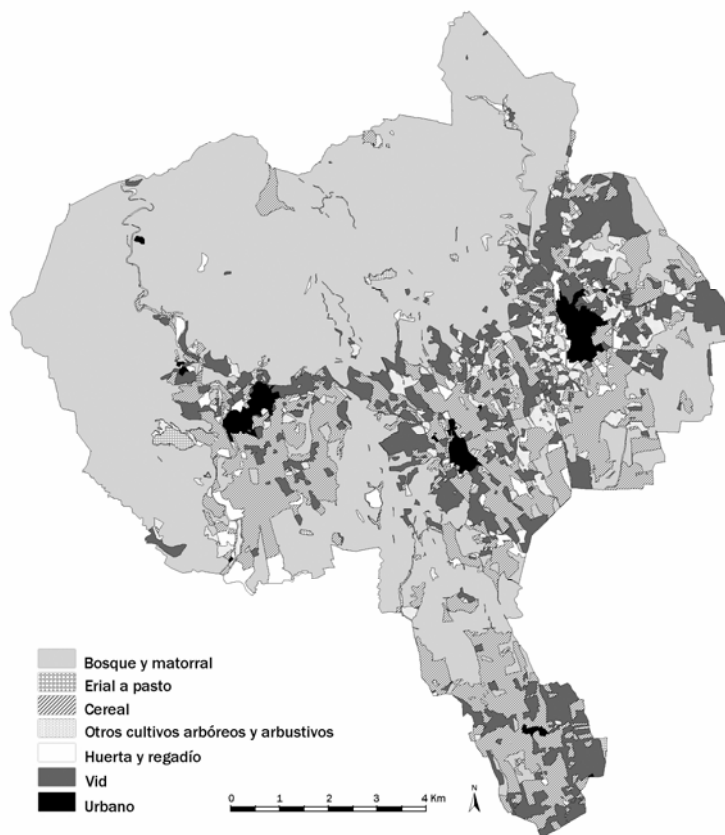 Bosque y matorral
Erial a pasto
Cereal
Otros cultivos arbóreos y arbustivos
Huerta y regadío
Vid
Urbano
0 1 2 3 4 Km
N